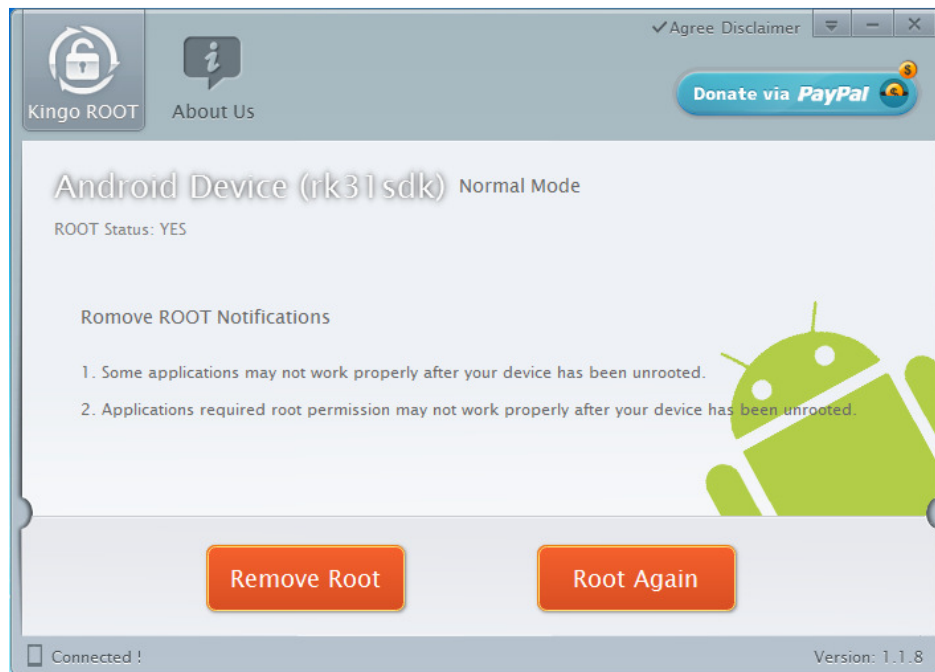 Agree Disclaimer
Kingo ROOT
About Us
Donate via PayPal
Android Device (rk31sdk) Normal Mode
ROOT Status: YES
Romove ROOT Notifications
1. Some applications may not work properly after your device has been unrooted.
2. Applications required root permission may not work properly after your device has been unrooted.
Remove Root
Root Again
Connected !
Version: 1.1.8